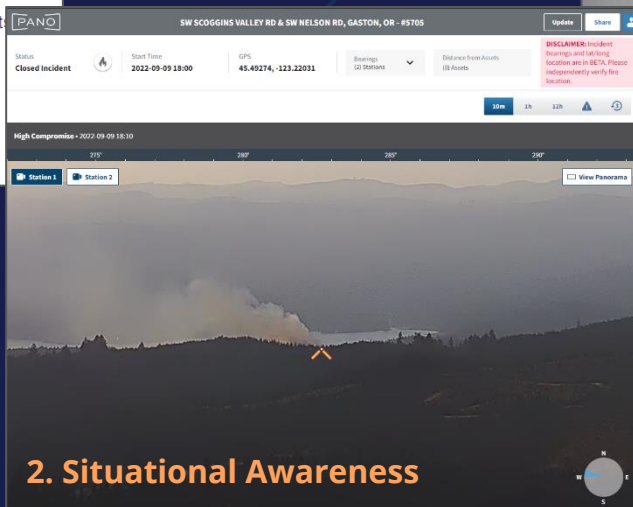 PANO
SW SCOGGINS VALLEY RD & SW NELSON RD, GASTON, OR - #5705
Update
Share
Status
Closed Incident
Start Time
2022-09-09 18:00
GPS
45.49274, -123.22031
Bearings
(2) Stations
Distance from Assets
(0) Assets
DISCLAIMER: Incident
bearings and lat/long
location are in BETA. Please
independently verify fire
location.
10m 1h 12h
High Compromise • 2022-09-09 18:10
275° 280° 285° 290°
Station 1 Station 2
View Panorama
2. Situational Awareness
N
W E
S